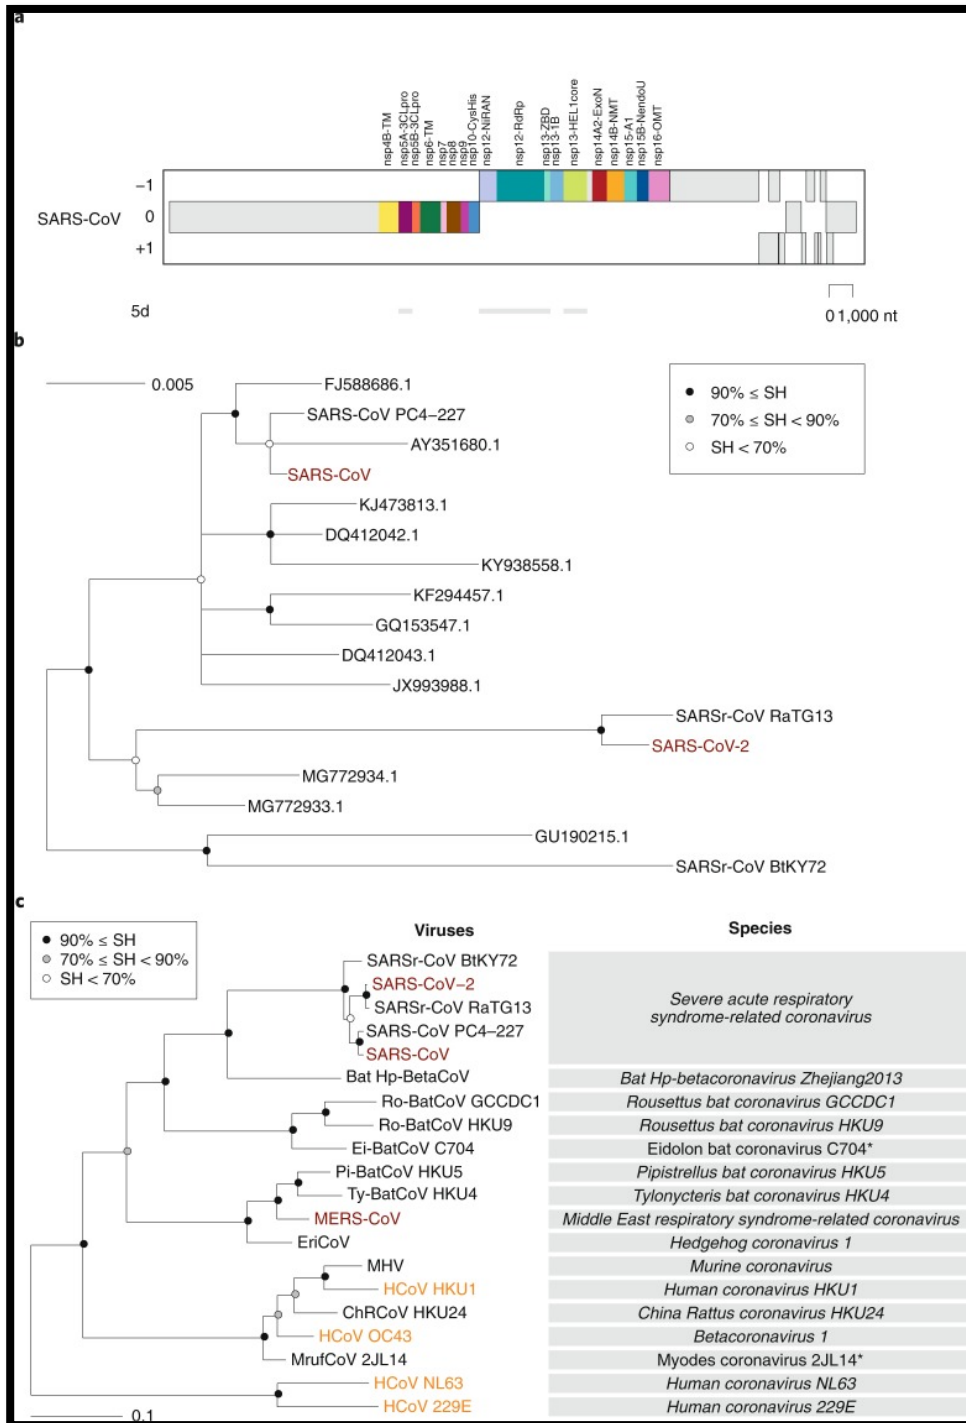 a
nsp4B-TM
nsp5A-3CLpro
nsp5B-3CLpro
nsp6-TM
nsp7
nsp8
nsp9
nsp10-CysHis
nsp12-NiRAN
nsp12-RdRp
nsp13-ZBD
nsp13-1B
nsp13-HEL1core
nsp14A2-ExoN
nsp14B-NMT
nsp15-A1
nsp15B-NendoU
nsp16-OMT
−1
SARS-CoV 0
+1
5d
0 1,000 nt
b
0.005
90% ≤ SH
70% ≤ SH < 90%
SH < 70%
FJ588686.1
SARS-CoV PC4−227
AY351680.1
SARS-CoV
KJ473813.1
DQ412042.1
KY938558.1
KF294457.1
GQ153547.1
DQ412043.1
JX993988.1
SARSr-CoV RaTG13
SARS-CoV-2
MG772934.1
MG772933.1
GU190215.1
SARSr-CoV BtKY72
c
90% ≤ SH
70% ≤ SH < 90%
SH < 70%
Viruses Species
SARSr-CoV BtKY72
SARS-CoV−2
SARSr-CoV RaTG13
SARS-CoV PC4−227
SARS-CoV
Severe acute respiratory
syndrome-related coronavirus
Bat Hp-BetaCoV Bat Hp-betacoronavirus Zhejiang2013
Ro-BatCoV GCCDC1 Rousettus bat coronavirus GCCDC1
Ro-BatCoV HKU9 Rousettus bat coronavirus HKU9
Ei-BatCoV C704 Eidolon bat coronavirus C704*
Pi-BatCoV HKU5 Pipistrellus bat coronavirus HKU5
Ty-BatCoV HKU4 Tylonycteris bat coronavirus HKU4
MERS-CoV Middle East respiratory syndrome-related coronavirus
EriCoV Hedgehog coronavirus 1
MHV Murine coronavirus
HCoV HKU1 Human coronavirus HKU1
ChRCoV HKU24 China Rattus coronavirus HKU24
HCoV OC43 Betacoronavirus 1
MrufCoV 2JL14 Myodes coronavirus 2JL14*
HCoV NL63 Human coronavirus NL63
HCoV 229E Human coronavirus 229E
0.1